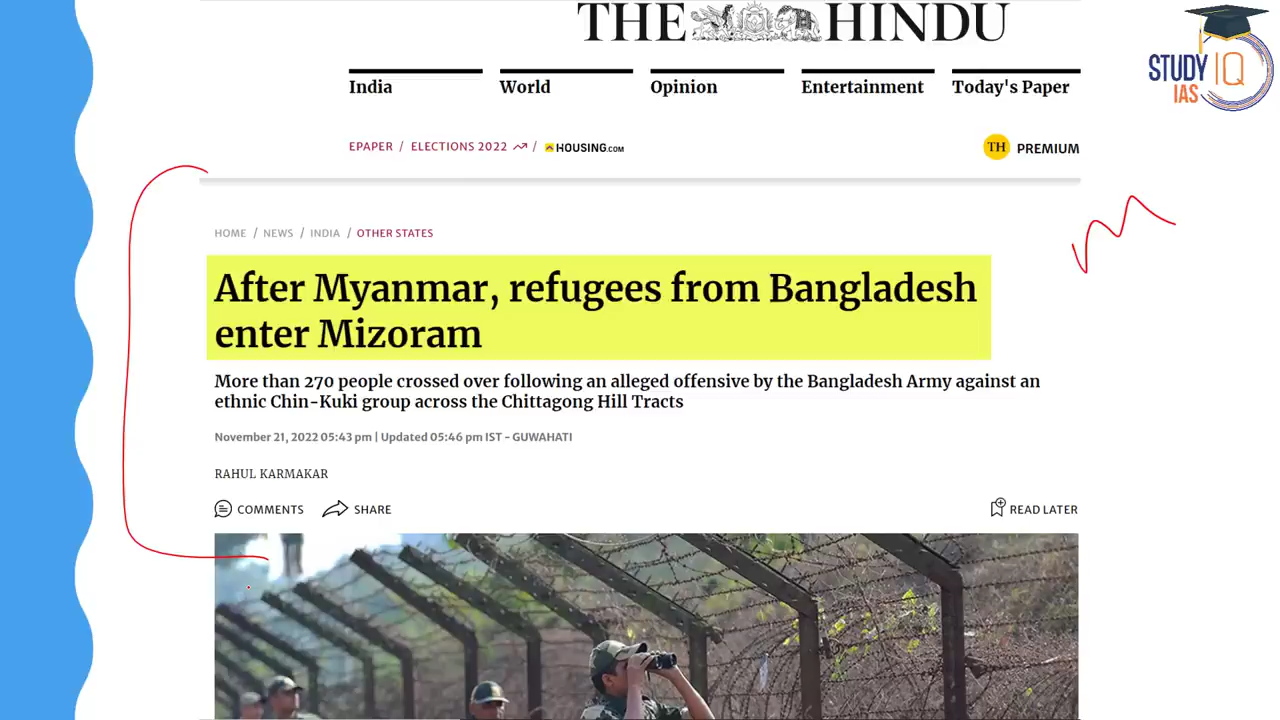 THE HINDU
STUDY IQ
IAS
India World Opinion Entertainment Today's Paper
EPAPER / ELECTIONS 2022 / HOUSING.COM
TH PREMIUM
HOME / NEWS / INDIA / OTHER STATES
After Myanmar, refugees from Bangladesh
enter Mizoram
More than 270 people crossed over following an alleged offensive by the Bangladesh Army against an
ethnic Chin-Kuki group across the Chittagong Hill Tracts
November 21, 2022 05:43 pm | Updated 05:46 pm IST - GUWAHATI
RAHUL KARMAKAR
COMMENTS SHARE
READ LATER